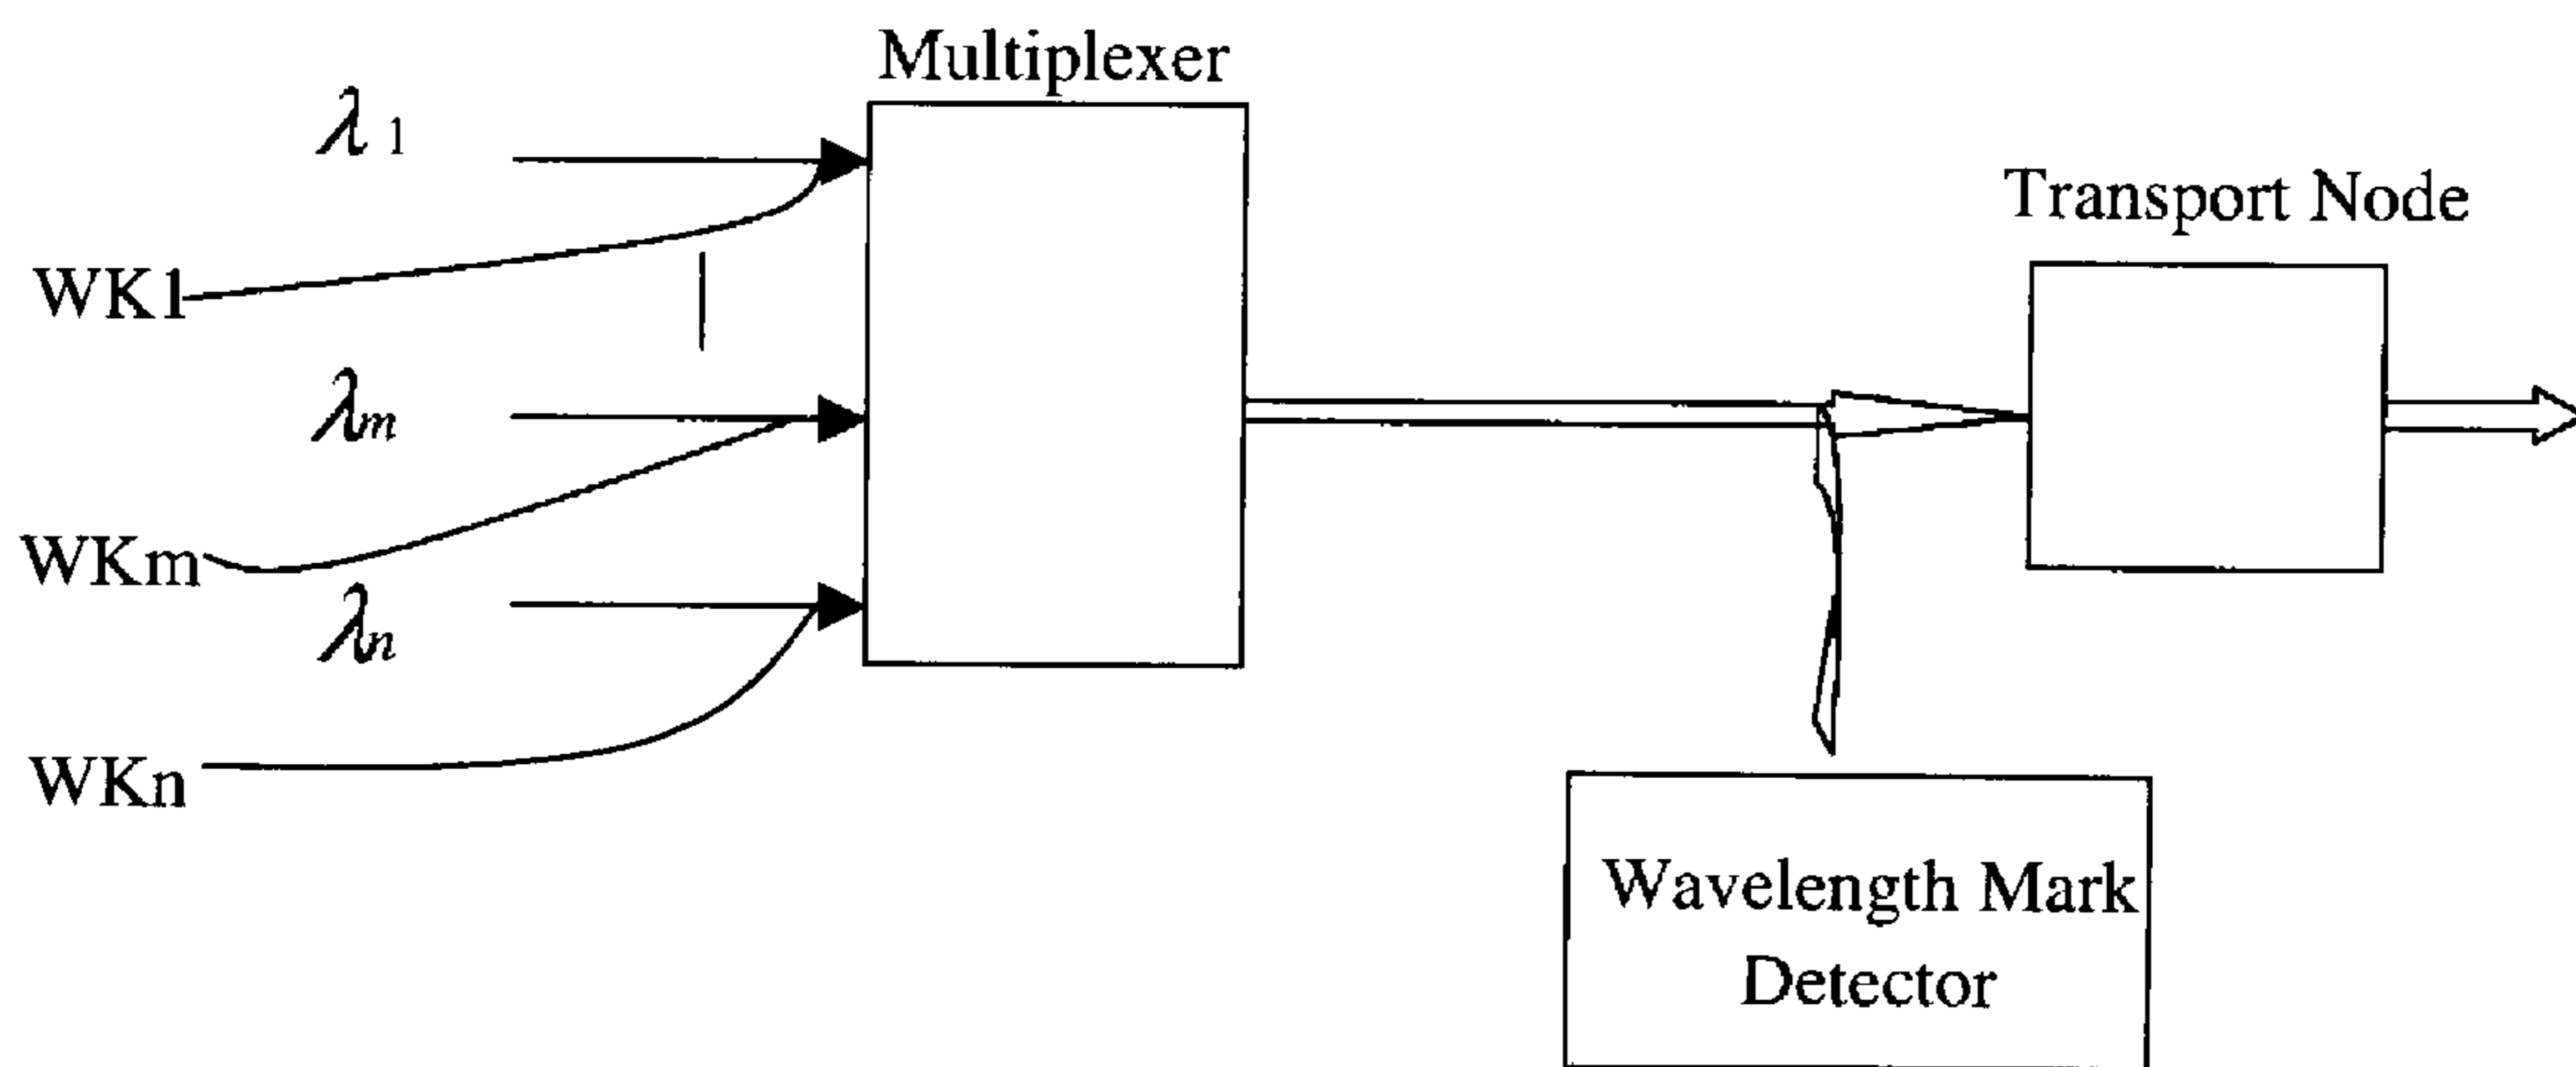 Multiplexer
λ1
Transport Node
WK1
λm
WKm
λn
WKn
Wavelength Mark
Detector